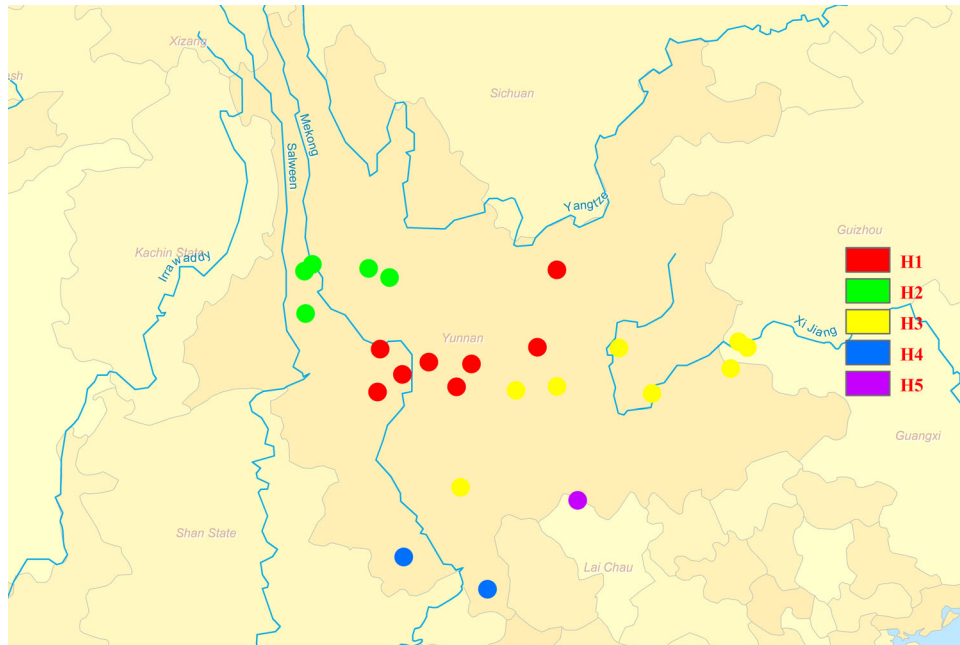 Xizang
esh
Sichuan
Mekong
Salween
Yangtze
Guizhou
Kachin State
Irrawaddy
H1
H2
H3
H4
H5
Xi Jiang
Yunnan
Guangxi
Shan State
Lai Chau